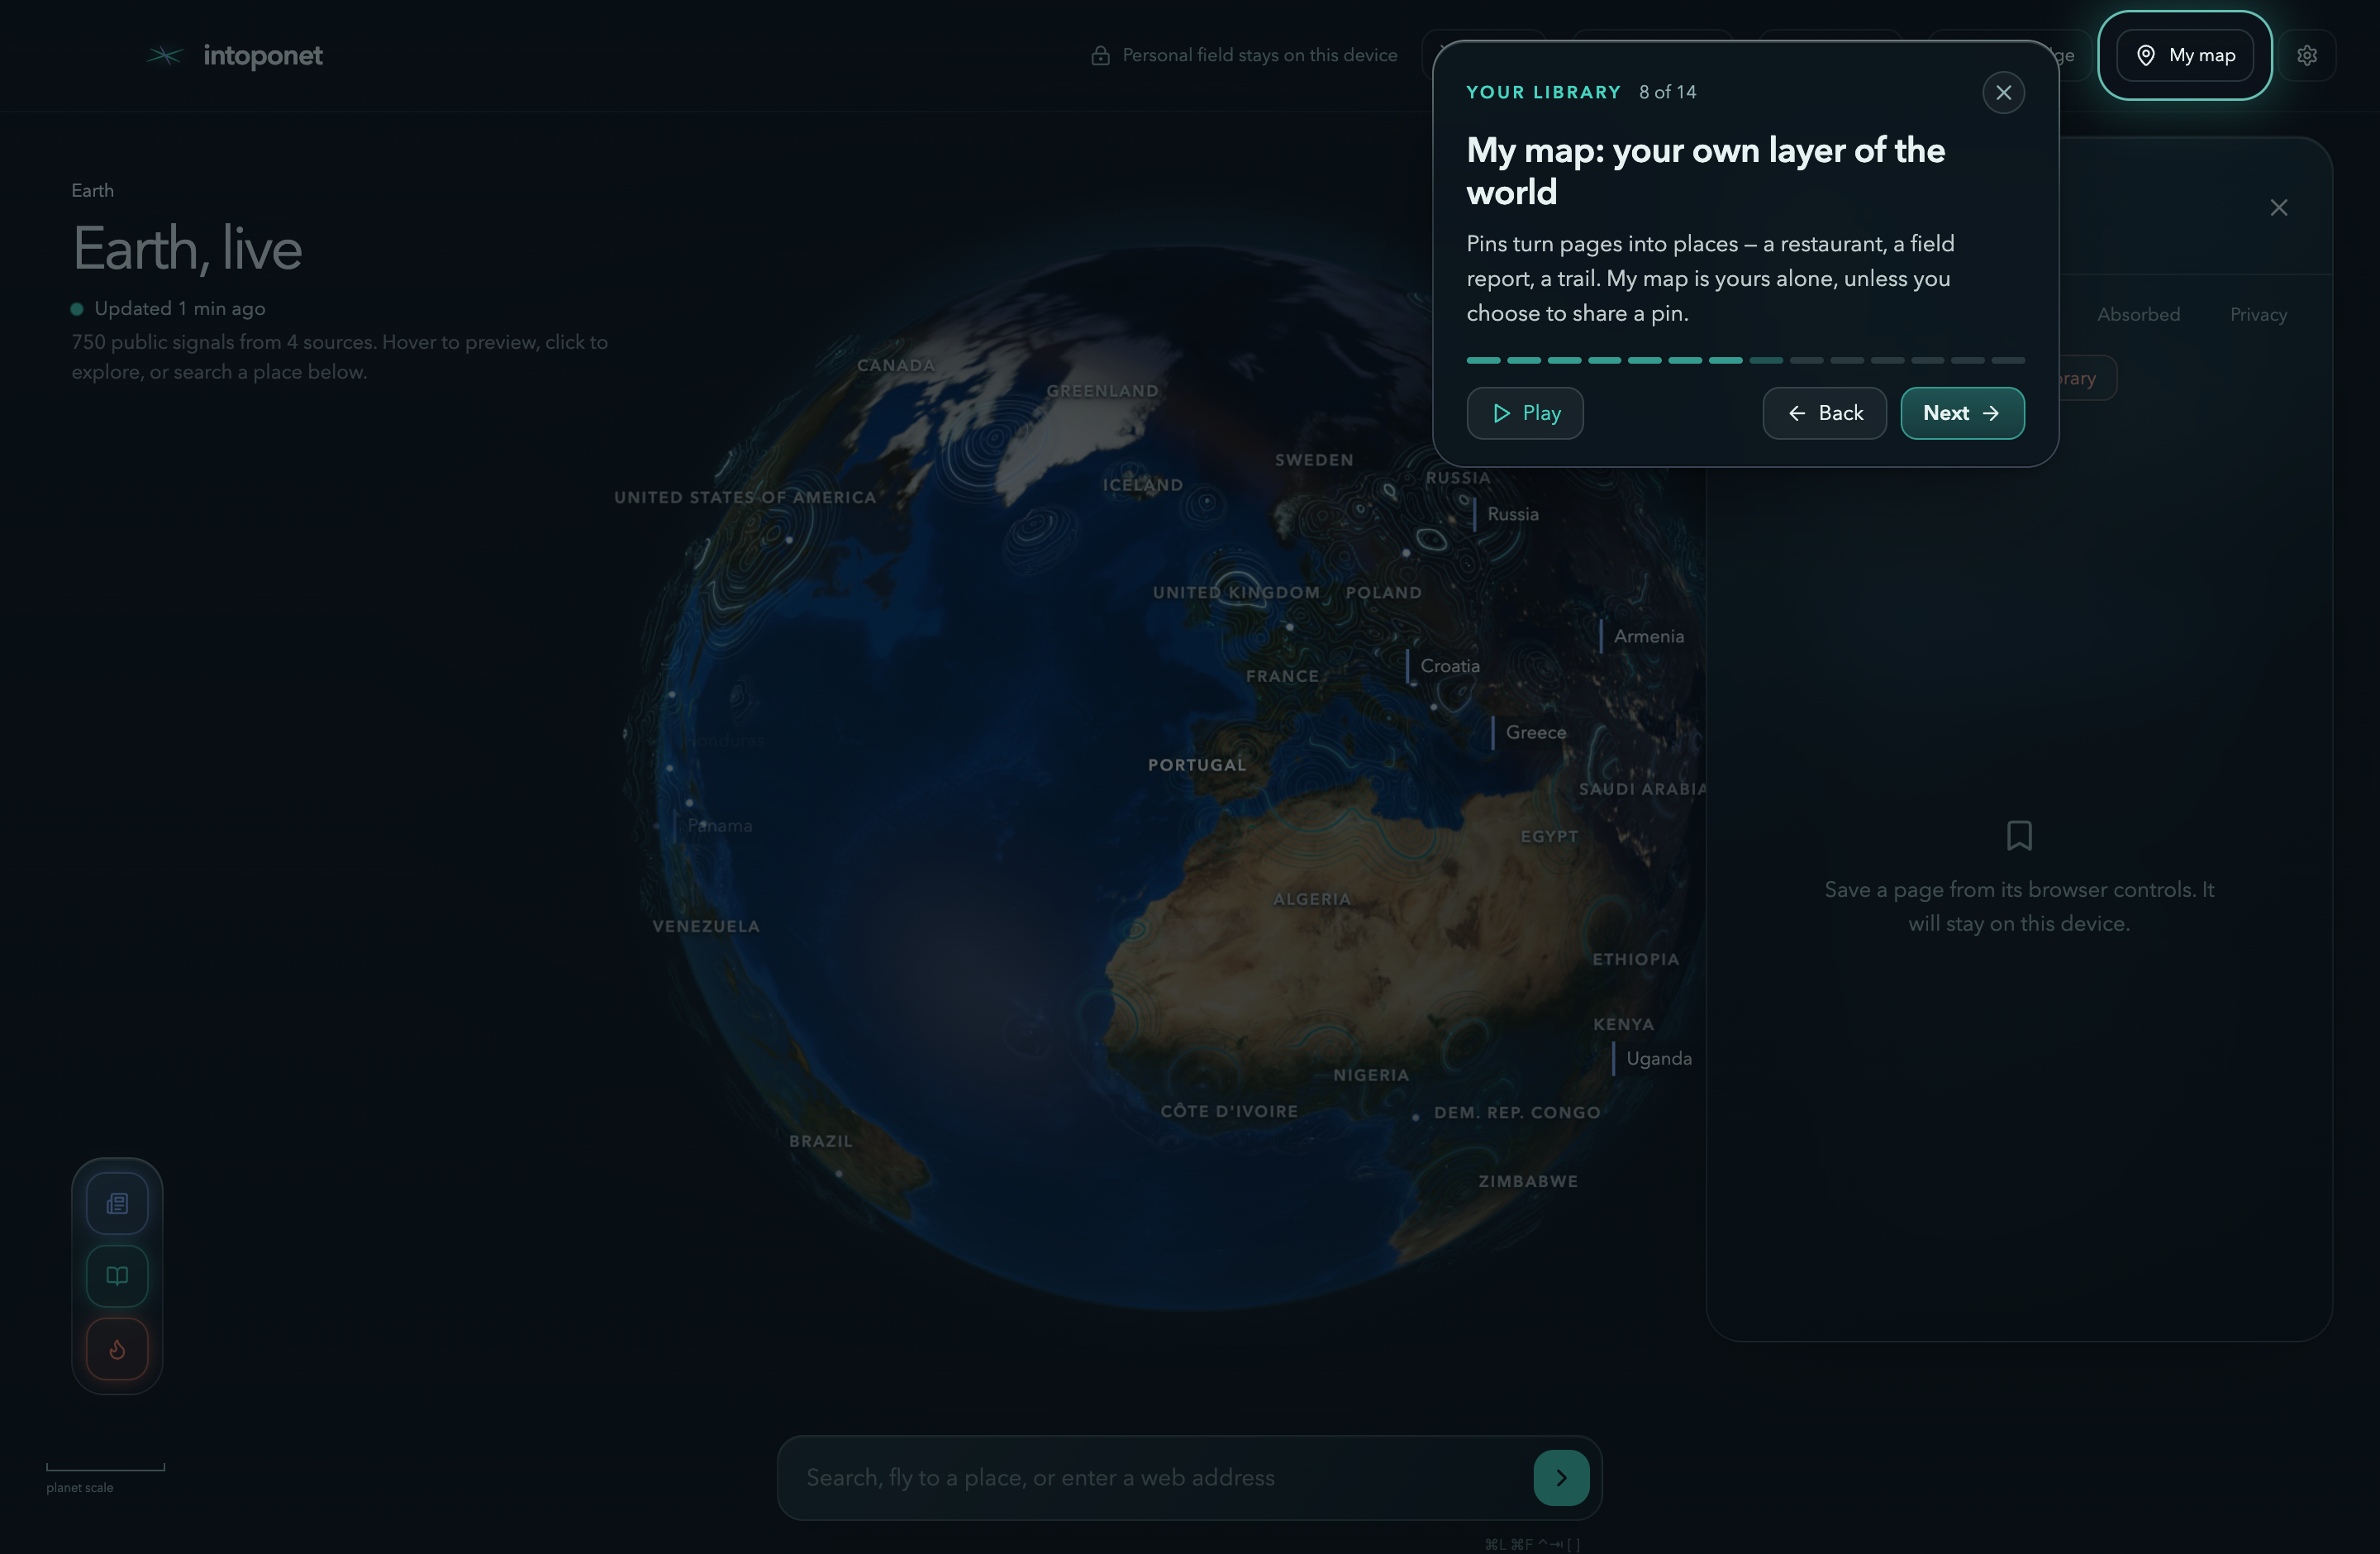 intoponet
Personal field stays on this device
ge
My map
YOUR LIBRARY 8 of 14
My map: your own layer of the
world
Pins turn pages into places – a restaurant, a field
report, a trail. My map is yours alone, unless you
choose to share a pin.
Play
Back
Next
Earth
Earth, live
Updated 1 min ago
750 public signals from 4 sources. Hover to preview, click to
explore, or search a place below.
Absorbed
Privacy
rary
CANADA
GREENLAND
SWEDEN
RUSSIA
ICELAND
UNITED STATES OF AMERICA
Russia
UNITED KINGDOM
POLAND
Armenia
Croatia
FRANCE
Greece
Honduras
PORTUGAL
SAUDI ARABIA
Panama
EGYPT
ALGERIA
VENEZUELA
ETHIOPIA
KENYA
Uganda
NIGERIA
CÔTE D'IVOIRE
DEM. REP. CONGO
BRAZIL
ZIMBABWE
Save a page from its browser controls. It
will stay on this device.
Search, fly to a place, or enter a web address
planet scale
⌘L ⌘F ^⇥ [ ]